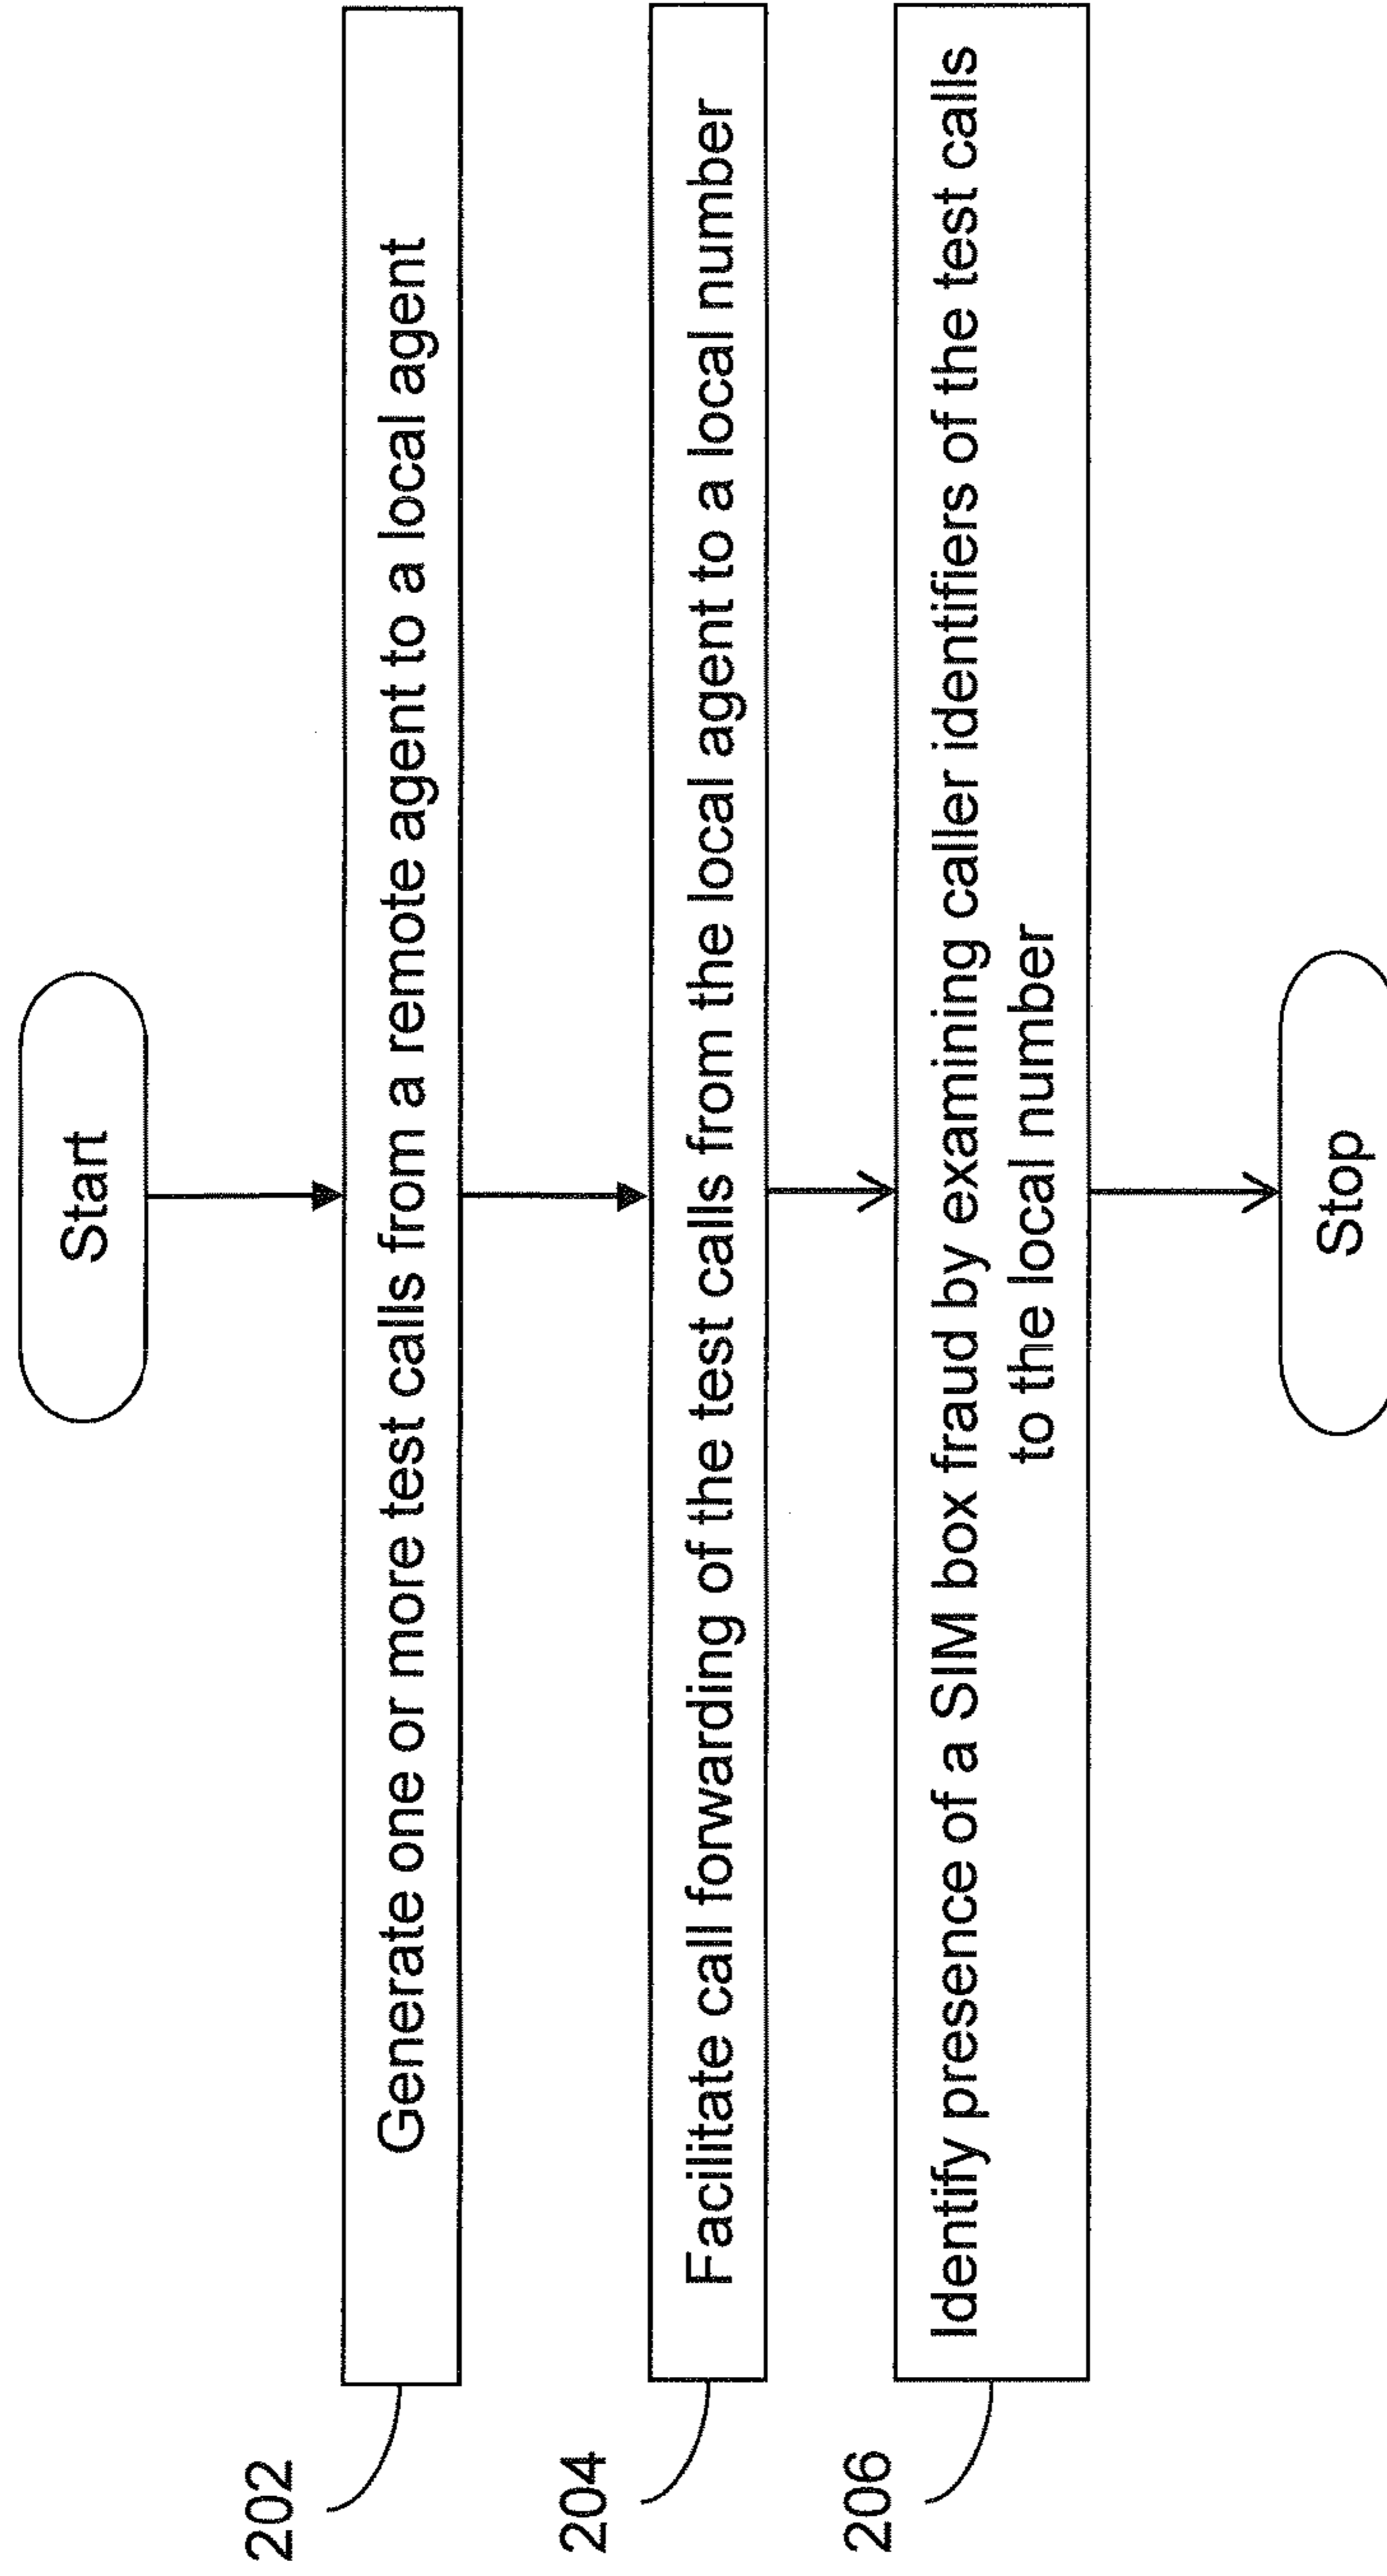 Start
202
Generate one or more test calls from a remote agent to a local agent
204
Facilitate call forwarding of the test calls from the local agent to a local number
206
Identify presence of a SIM box fraud by examining caller identifiers of the test calls
to the local number
Stop